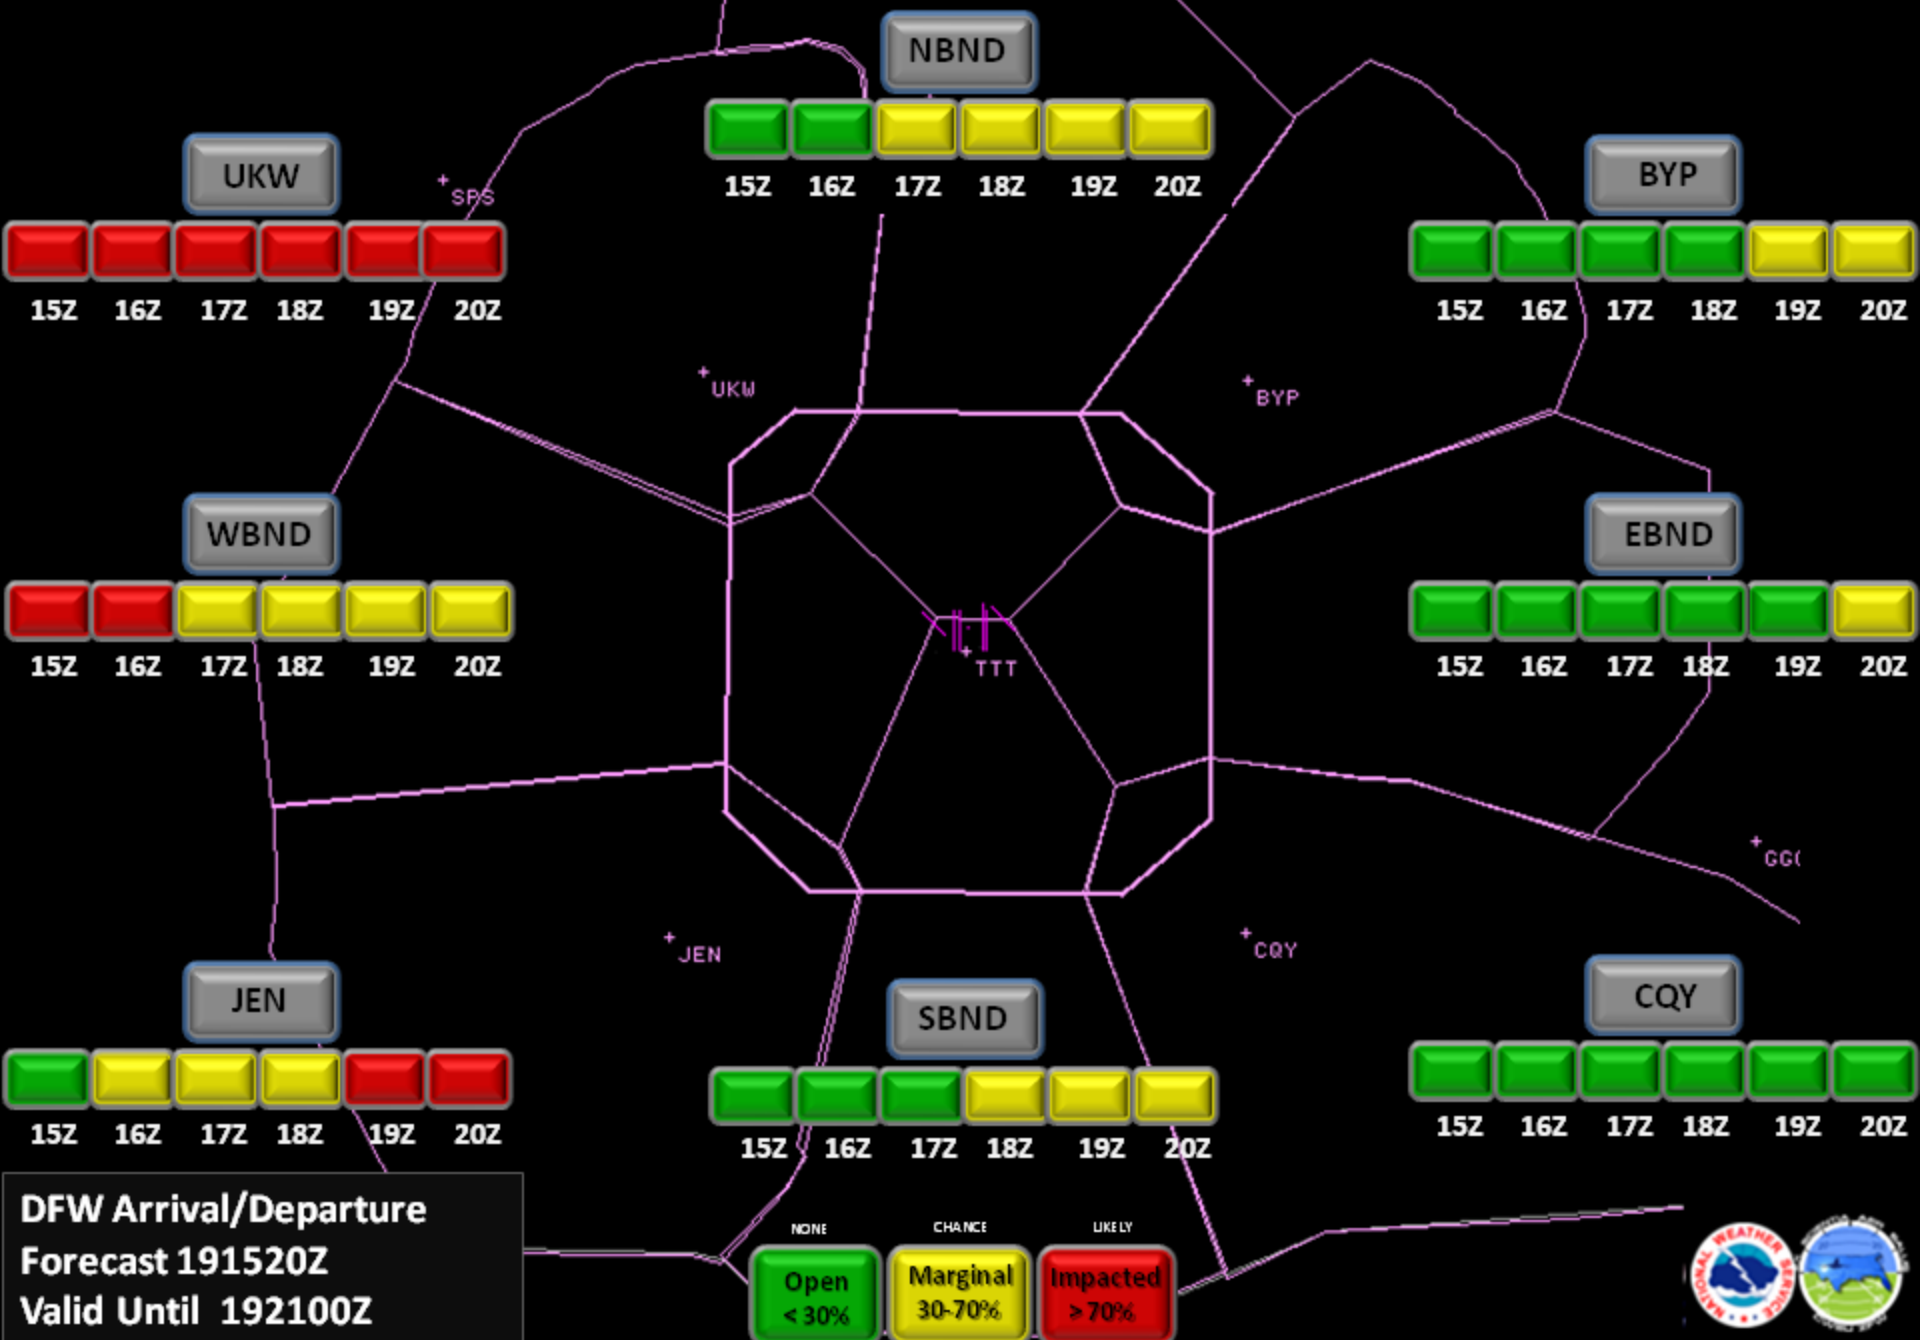 NBND
15Z 16Z 17Z 18Z 19Z 20Z
UKW
15Z 16Z 17Z 18Z 19Z 20Z
SPS
BYP
15Z 16Z 17Z 18Z 19Z 20Z
UKW
BYP
WBND
15Z 16Z 17Z 18Z 19Z 20Z
EBND
15Z 16Z 17Z 18Z 19Z 20Z
TTT
GG(
JEN
CQY
JEN
15Z 16Z 17Z 18Z 19Z 20Z
SBND
15Z 16Z 17Z 18Z 19Z 20Z
CQY
15Z 16Z 17Z 18Z 19Z 20Z
DFW Arrival/Departure
Forecast 191520Z
Valid Until 192100Z
NONE CHANCE LIKELY
Open
< 30%
Marginal
30-70%
Impacted
> 70%
NATIONAL WEATHER SERVICE